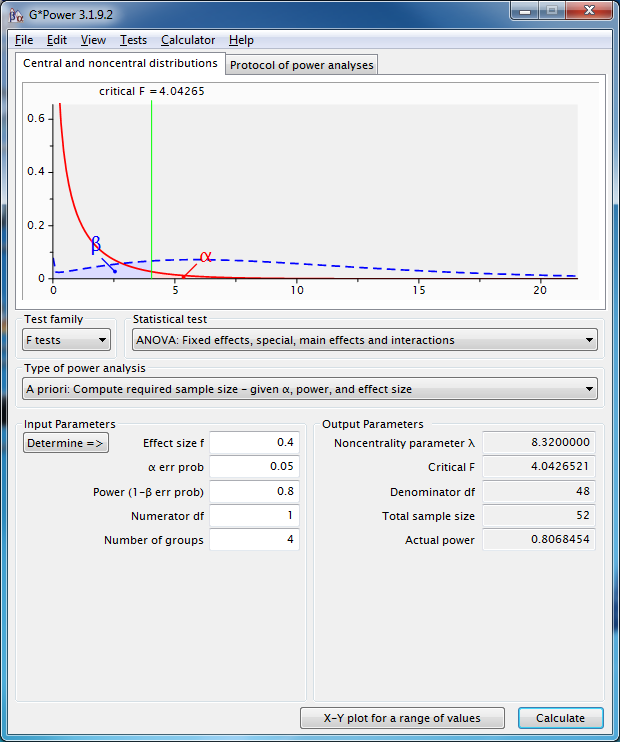 G*Power 3.1.9.2
File Edit View Tests Calculator Help
Central and noncentral distributions Protocol of power analyses
critical F = 4.04265
0.6
0.4
0.2
0
β
α
0 5 10 15 20
Test family Statistical test
F tests ANOVA: Fixed effects, special, main effects and interactions
Type of power analysis
A priori: Compute required sample size - given α, power, and effect size
Input Parameters Output Parameters
Determine => Effect size f 0.4 Noncentrality parameter λ 8.3200000
α err prob 0.05 Critical F 4.0426521
Power (1-β err prob) 0.8 Denominator df 48
Numerator df 1 Total sample size 52
Number of groups 4 Actual power 0.8068454
X-Y plot for a range of values Calculate